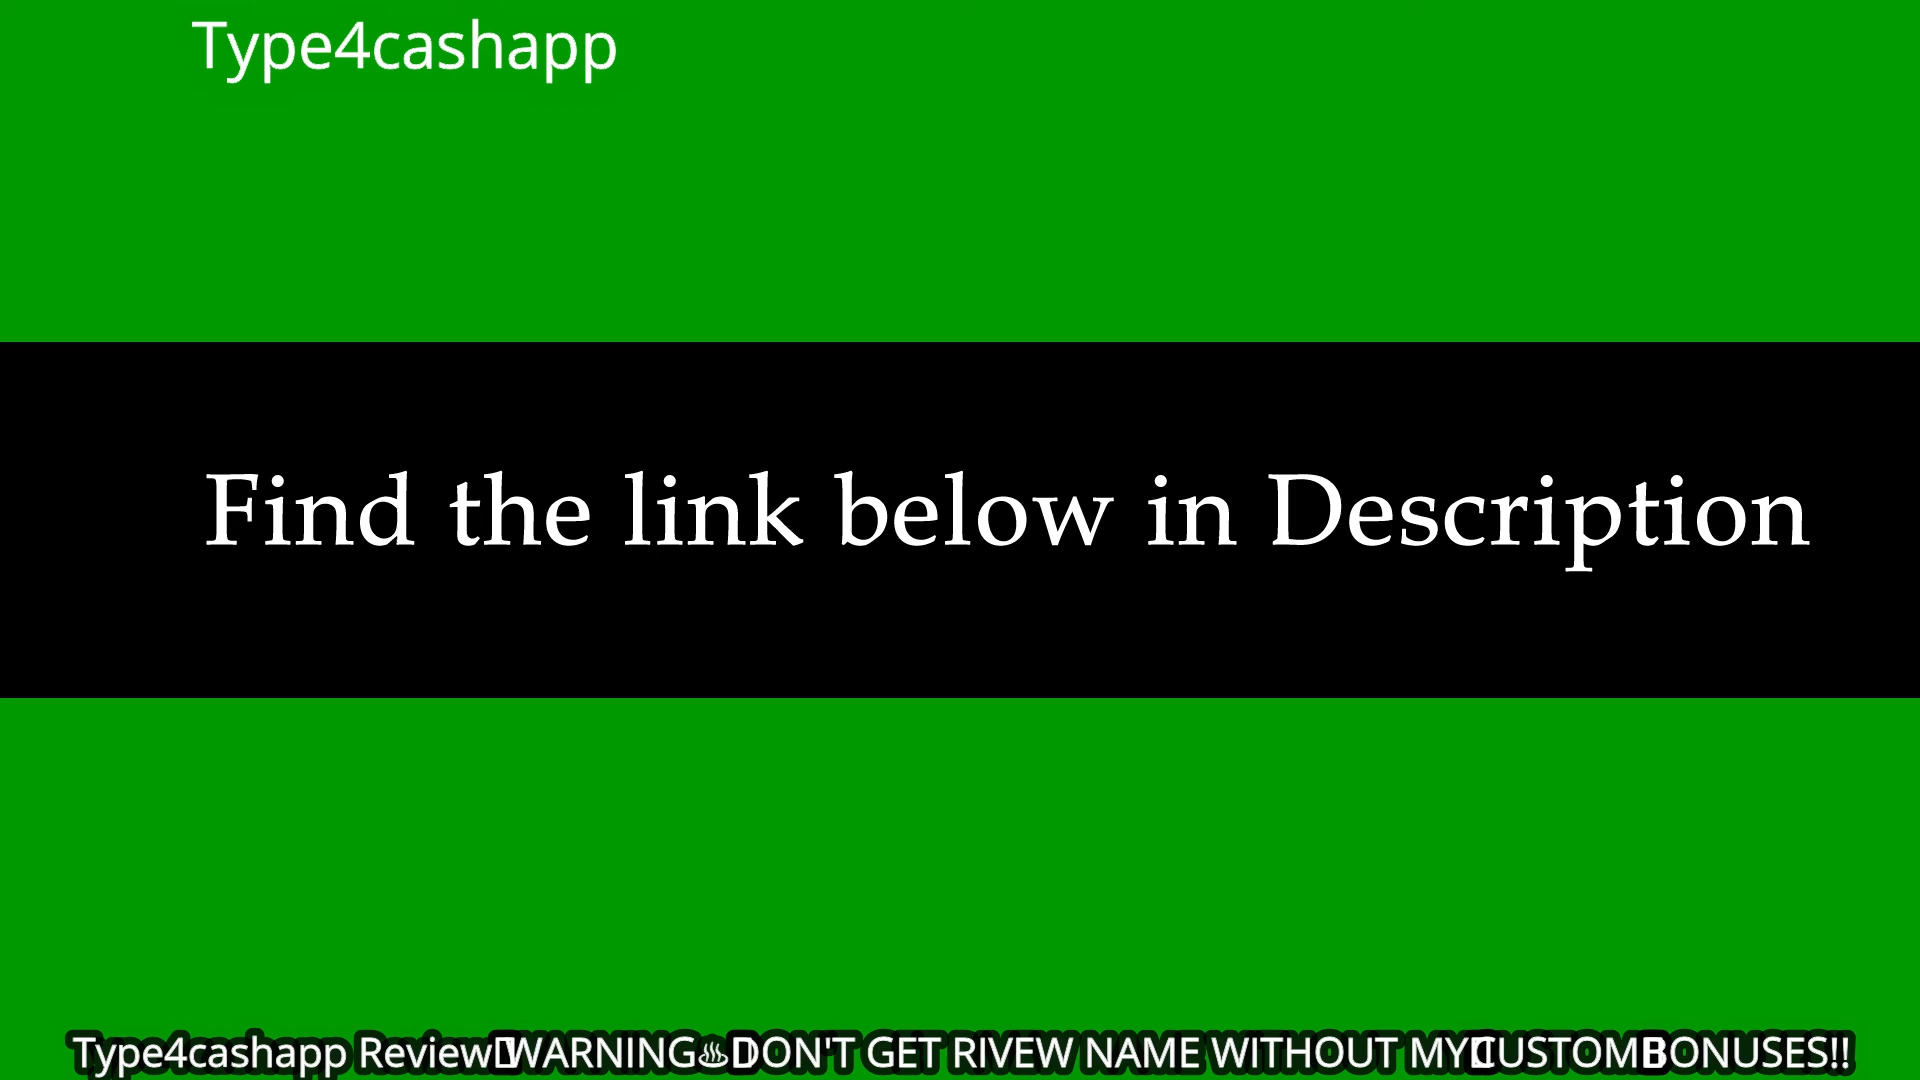 Type4cashapp
Find the link below in Description
Type4cashapp Review WARNING♨ DON'T GET RIVEW NAME WITHOUT MY CUSTOM BONUSES!!